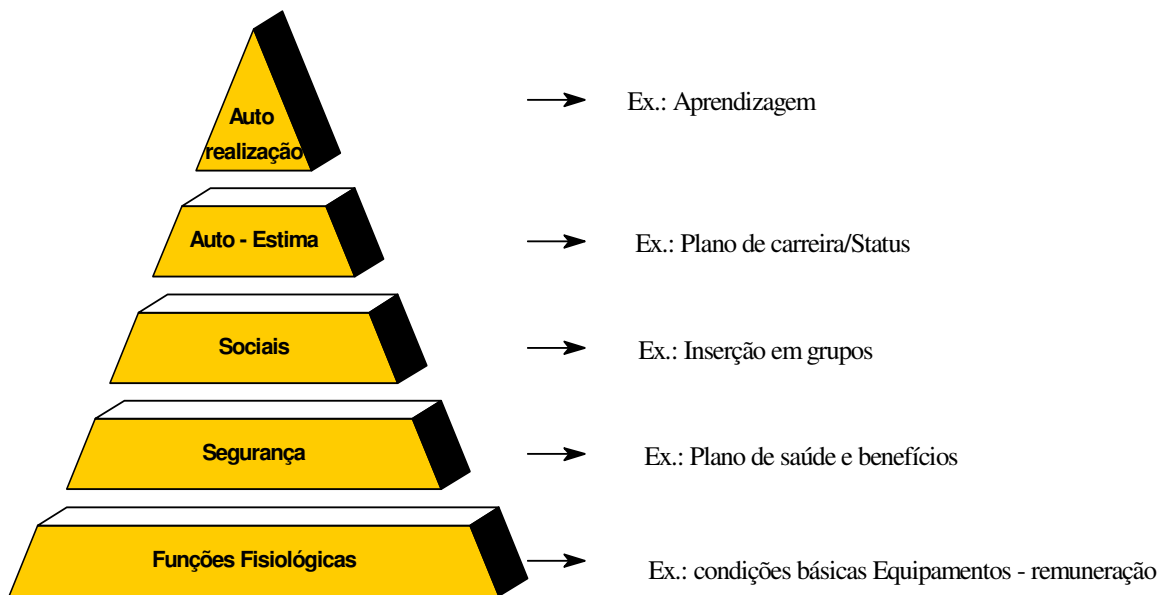 Auto
realização
Ex.: Aprendizagem
Auto - Estima
Ex.: Plano de carreira/Status
Sociais
Ex.: Inserção em grupos
Segurança
Ex.: Plano de saúde e benefícios
Funções Fisiológicas
Ex.: condições básicas Equipamentos - remuneração